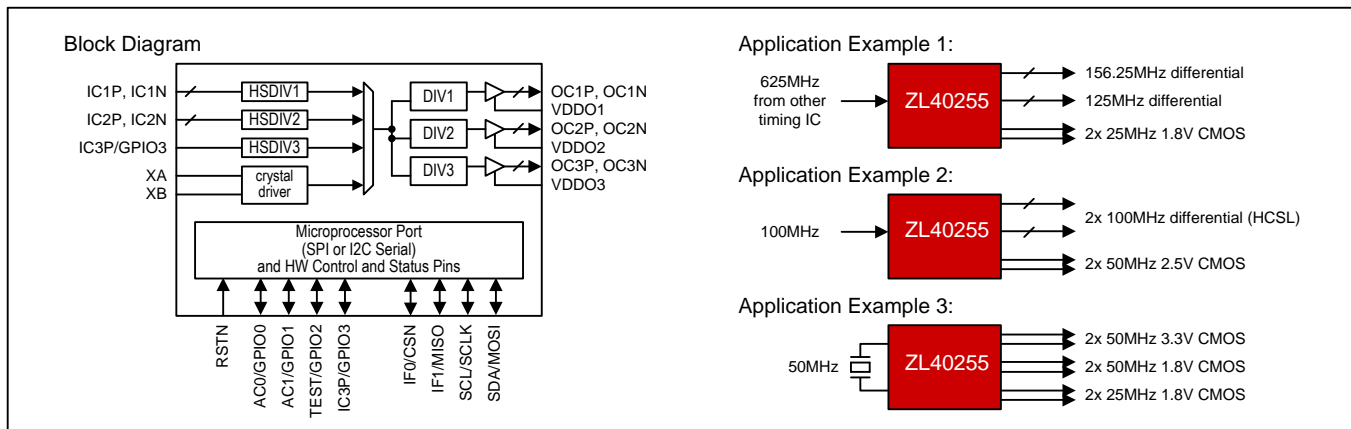 Block Diagram
IC1P, IC1N
IC2P, IC2N
IC3P/GPIO3
XA
XB
HSDIV1
HSDIV2
HSDIV3
crystal
driver
DIV1
DIV2
DIV3
OC1P, OC1N
VDDO1
OC2P, OC2N
VDDO2
OC3P, OC3N
VDDO3
Microprocessor Port
(SPI or I2C Serial)
and HW Control and Status Pins
RSTN
AC0/GPIO0
AC1/GPIO1
TEST/GPIO2
IC3P/GPIO3
IF0/CSN
IF1/MISO
SCL/SCLK
SDA/MOSI
Application Example 1:
625MHz
from other
timing IC
ZL40255
156.25MHz differential
125MHz differential
2x 25MHz 1.8V CMOS
Application Example 2:
100MHz
ZL40255
2x 100MHz differential (HCSL)
2x 50MHz 2.5V CMOS
Application Example 3:
50MHz
ZL40255
2x 50MHz 3.3V CMOS
2x 50MHz 1.8V CMOS
2x 25MHz 1.8V CMOS